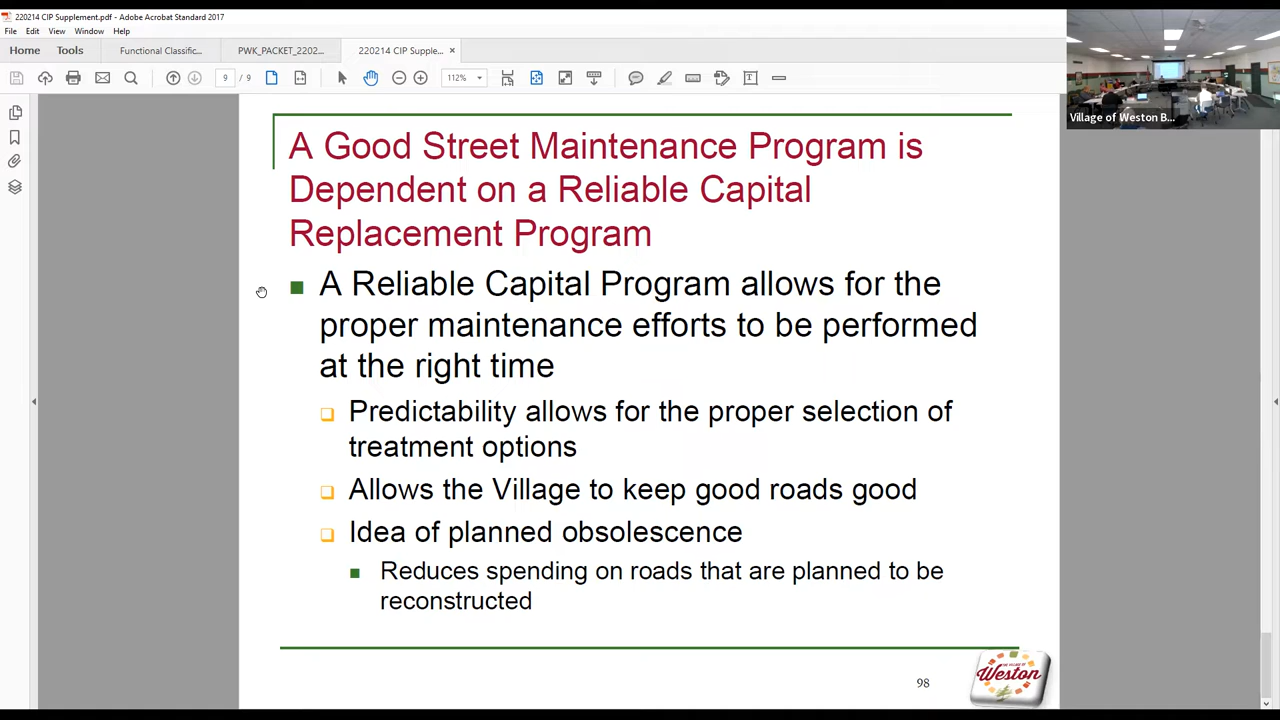 220214 CIP Supplement.pdf - Adobe Acrobat Standard 2017
File Edit View Window Help
Home Tools Functional Classific... PWK_PACKET_2202... 220214 CIP Supple... ×
9 / 9 112%
Village of Weston B...
A Good Street Maintenance Program is
Dependent on a Reliable Capital
Replacement Program
A Reliable Capital Program allows for the
proper maintenance efforts to be performed
at the right time
Predictability allows for the proper selection of
treatment options
Allows the Village to keep good roads good
Idea of planned obsolescence
Reduces spending on roads that are planned to be
reconstructed
98
THE VILLAGE OF
Weston